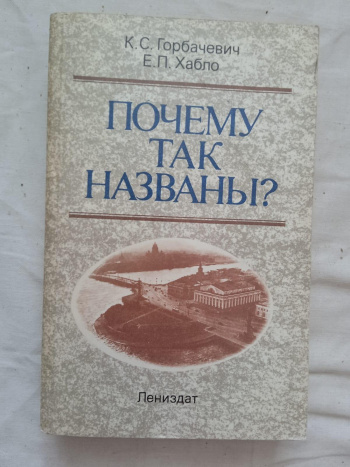 К.С. Горбачевич
Е.П. Хабло
ПОЧЕМУ
ТАК
НАЗВАНЫ?
Лениздат